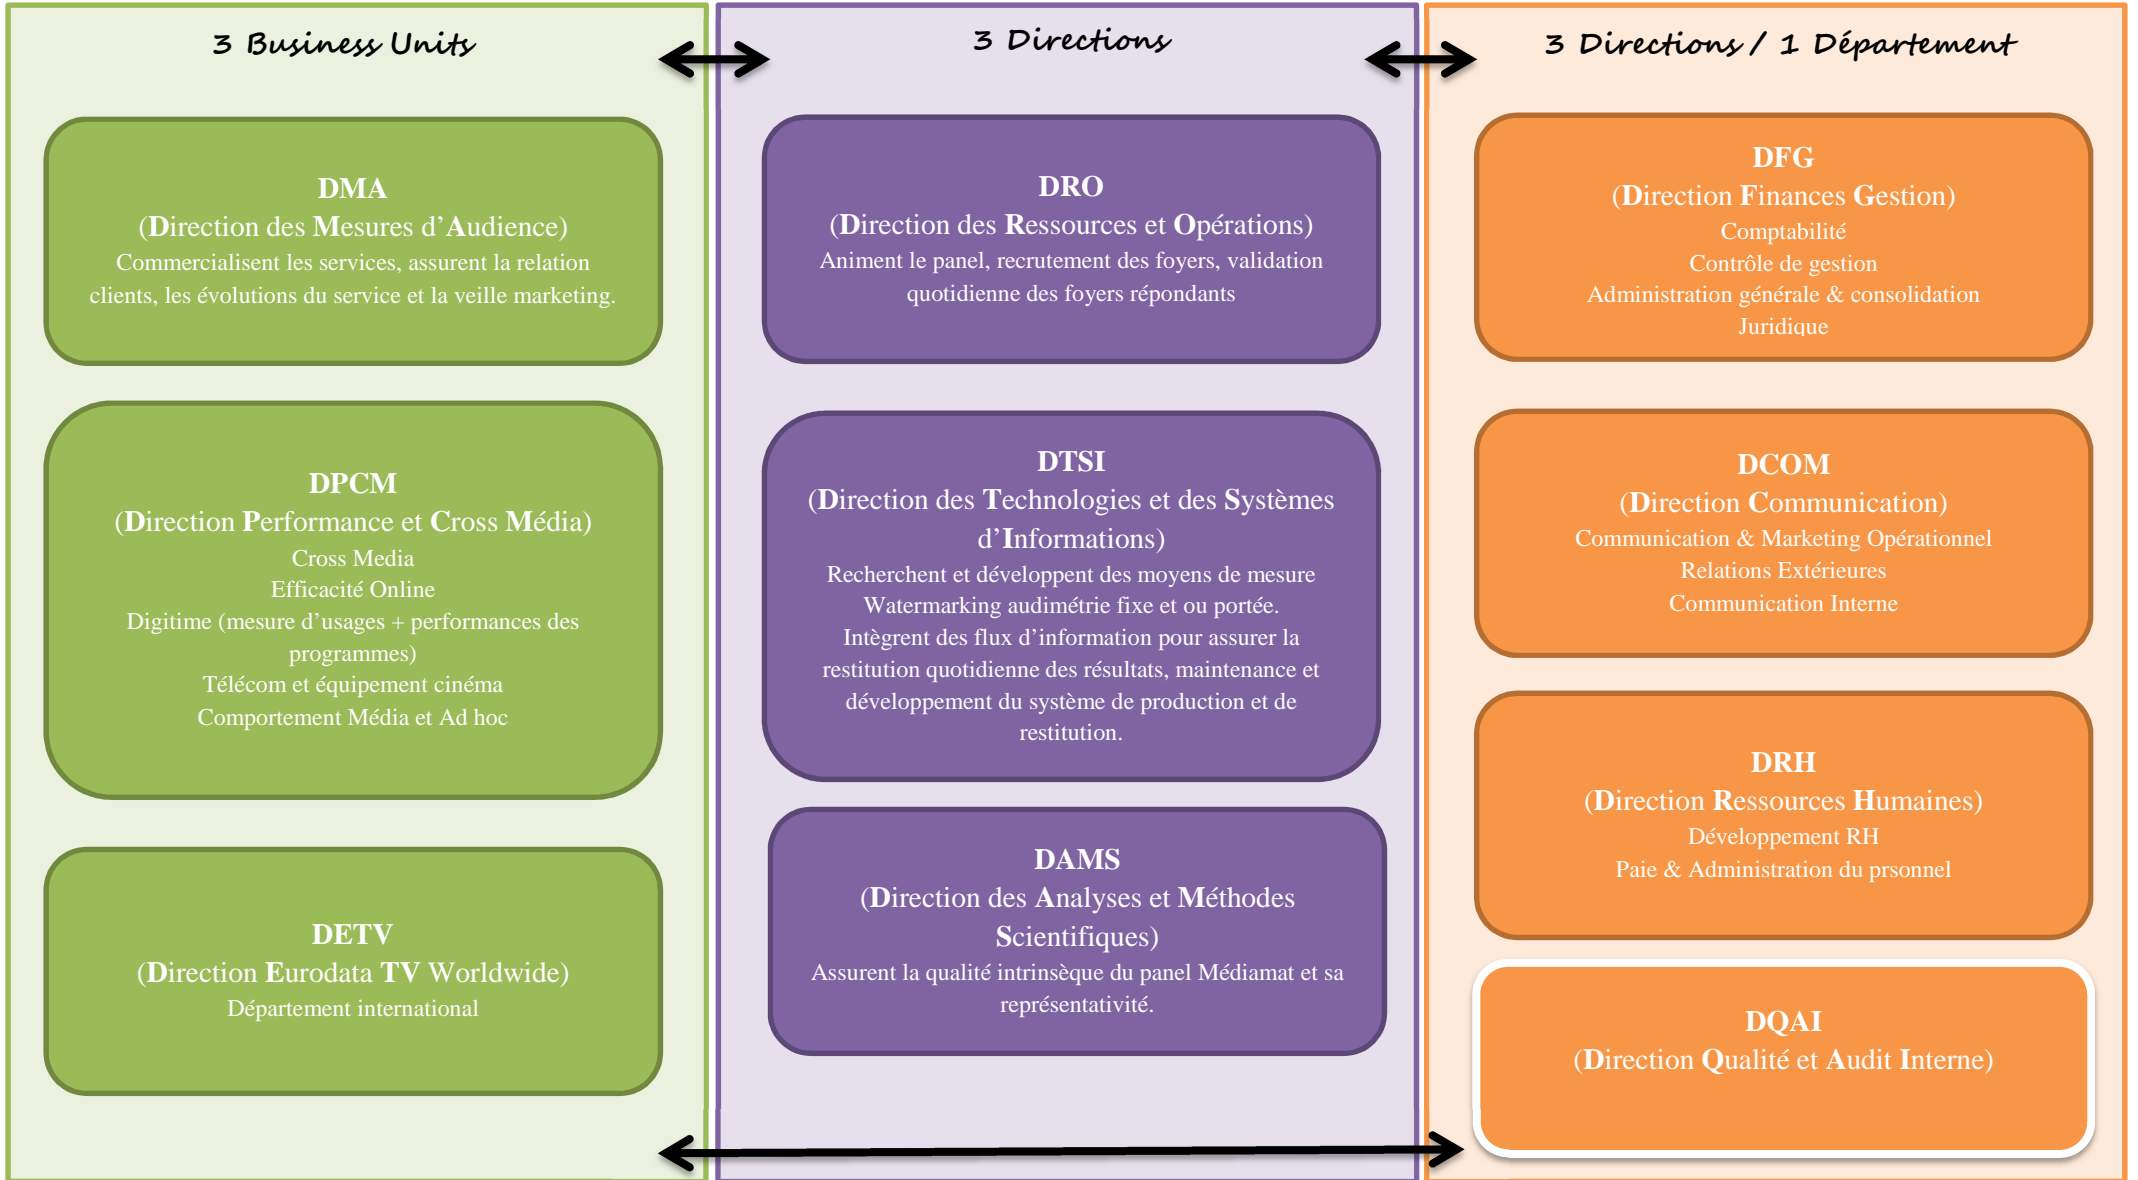 3 Business Units
DMA
(Direction des Mesures d’Audience)
Commercialisent les services, assurent la relation
clients, les évolutions du service et la veille marketing.
DPCM
(Direction Performance et Cross Média)
Cross Media
Efficacité Online
Digitime (mesure d’usages + performances des
programmes)
Télécom et équipement cinéma
Comportement Média et Ad hoc
DETV
(Direction Eurodata TV Worldwide)
Département international
3 Directions
DRO
(Direction des Ressources et Opérations)
Animent le panel, recrutement des foyers, validation
quotidienne des foyers répondants
DTSI
(Direction des Technologies et des Systèmes
d’Informations)
Recherchent et développent des moyens de mesure
Watermarking audimétrie fixe et ou portée.
Intègrent des flux d’information pour assurer la
restitution quotidienne des résultats, maintenance et
développement du système de production et de
restitution.
DAMS
(Direction des Analyses et Méthodes
Scientifiques)
Assurent la qualité intrinsèque du panel Médiamat et sa
représentativité.
3 Directions / 1 Département
DFG
(Direction Finances Gestion)
Comptabilité
Contrôle de gestion
Administration générale & consolidation
Juridique
DCOM
(Direction Communication)
Communication & Marketing Opérationnel
Relations Extérieures
Communication Interne
DRH
(Direction Ressources Humaines)
Développement RH
Paie & Administration du prsonnel
DQAI
(Direction Qualité et Audit Interne)